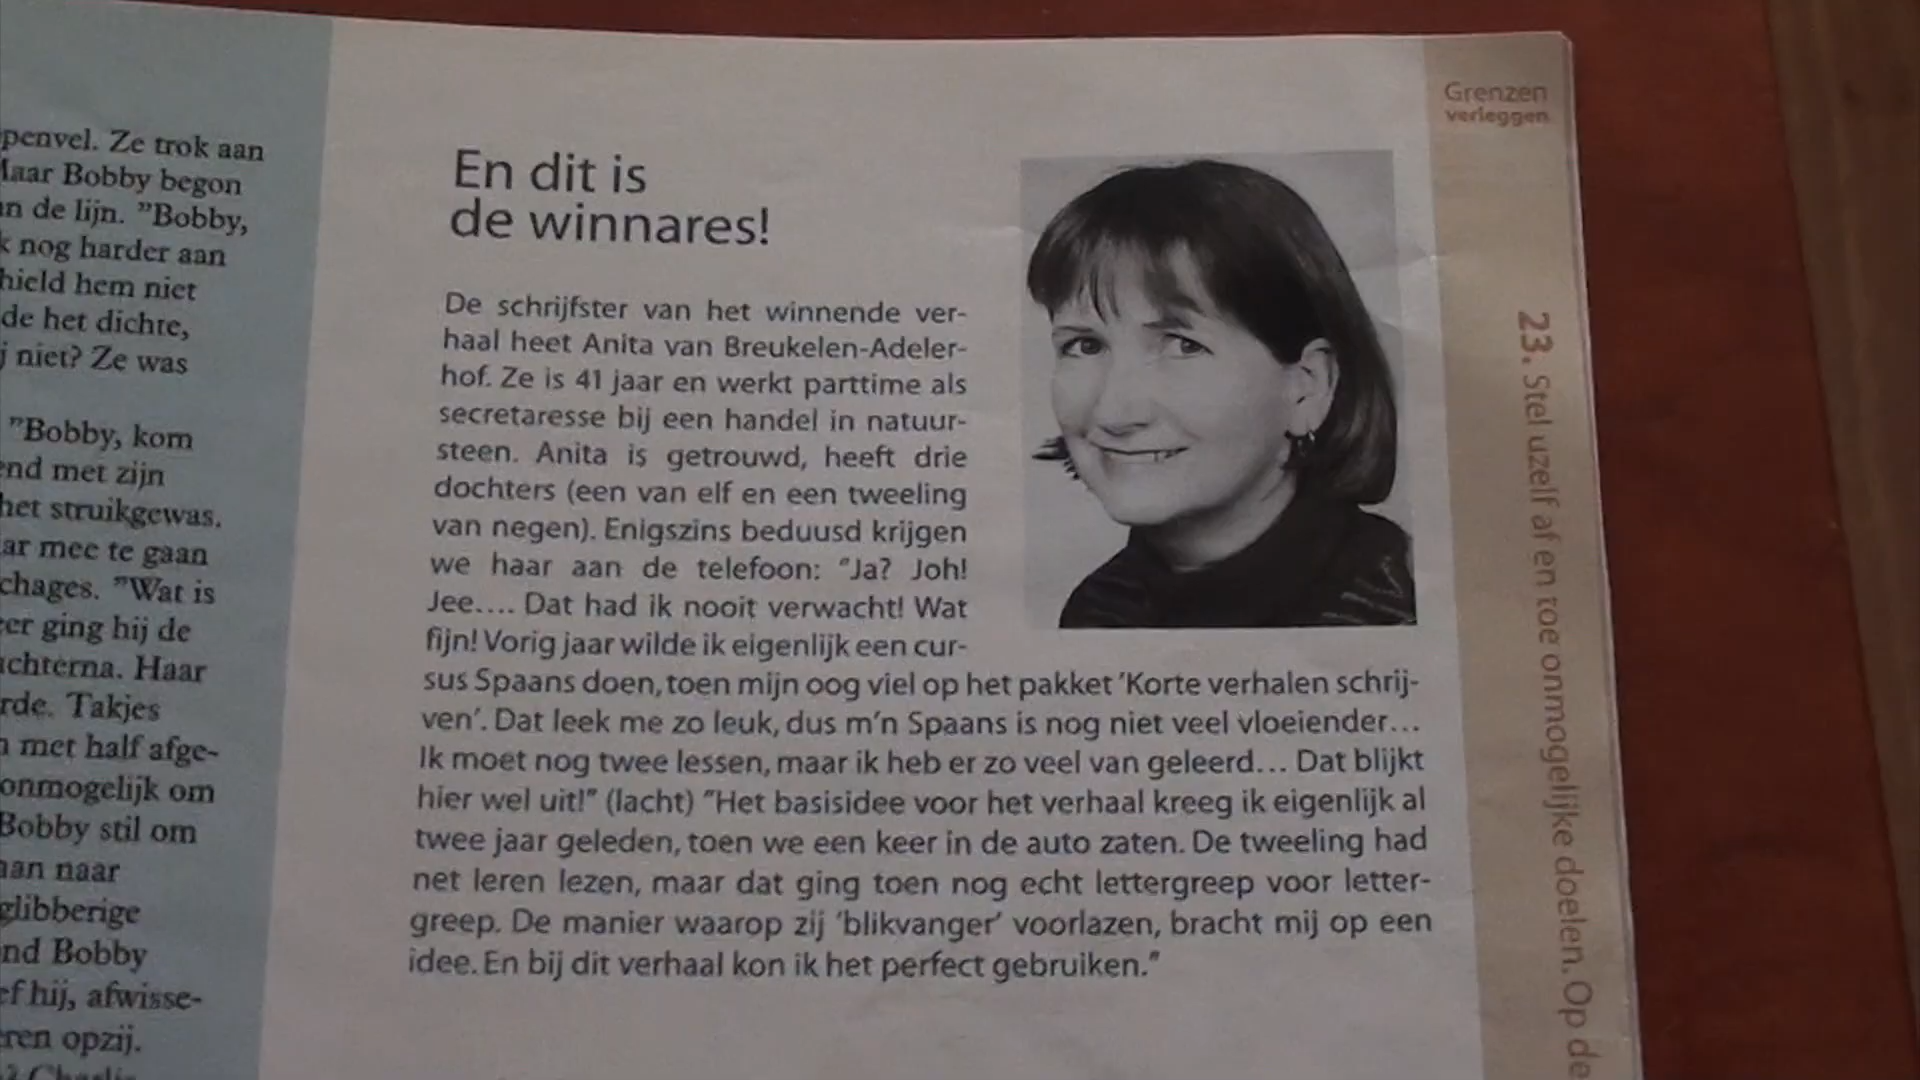 penvel. Ze trok aan
Maar Bobby begon
an de lijn. ”Bobby,
k nog harder aan
hield hem niet
de het dichte,
j niet? Ze was
”Bobby, kom
end met zijn
het struikgewas.
ar mee te gaan
chages. ”Wat is
er ging hij de
achterna. Haar
rde. Takjes
n met half afge-
onmogelijk om
Bobby stil om
aan naar
glibberige
nd Bobby
ef hij, afwisse-
eren opzij.
En dit is
de winnares!
De schrijfster van het winnende ver-
haal heet Anita van Breukelen-Adeler-
hof. Ze is 41 jaar en werkt parttime als
secretaresse bij een handel in natuur-
steen. Anita is getrouwd, heeft drie
dochters (een van elf en een tweeling
van negen). Enigszins beduusd krijgen
we haar aan de telefoon: ”Ja? Joh!
Jee.... Dat had ik nooit verwacht! Wat
fijn! Vorig jaar wilde ik eigenlijk een cur-
sus Spaans doen, toen mijn oog viel op het pakket ’Korte verhalen schrij-
ven’. Dat leek me zo leuk, dus m’n Spaans is nog niet veel vloeiender...
Ik moet nog twee lessen, maar ik heb er zo veel van geleerd... Dat blijkt
hier wel uit!” (lacht) ”Het basisidee voor het verhaal kreeg ik eigenlijk al
twee jaar geleden, toen we een keer in de auto zaten. De tweeling had
net leren lezen, maar dat ging toen nog echt lettergreep voor letter-
greep. De manier waarop zij ’blikvanger’ voorlazen, bracht mij op een
idee. En bij dit verhaal kon ik het perfect gebruiken.”
Grenzen
verleggen
23. Stel uzelf af en toe onmogelijke doelen. Op de